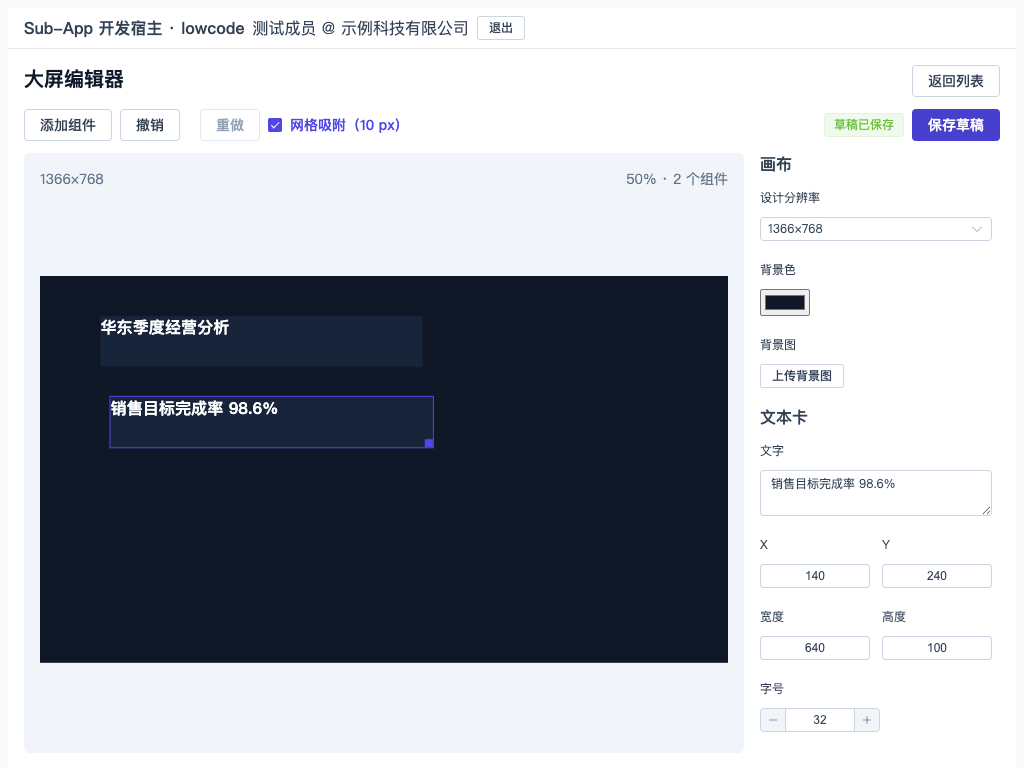 Sub-App 开发宿主 · lowcode 测试成员 @ 示例科技有限公司 退出
大屏编辑器
返回列表
添加组件 撤销 重做 网格吸附（10 px） 草稿已保存 保存草稿
1366×768 50% · 2 个组件
华东季度经营分析
销售目标完成率 98.6%
画布
设计分辨率
1366×768
背景色
背景图
上传背景图
文本卡
文字
销售目标完成率 98.6%
X Y
140 240
宽度 高度
640 100
字号
− 32 +